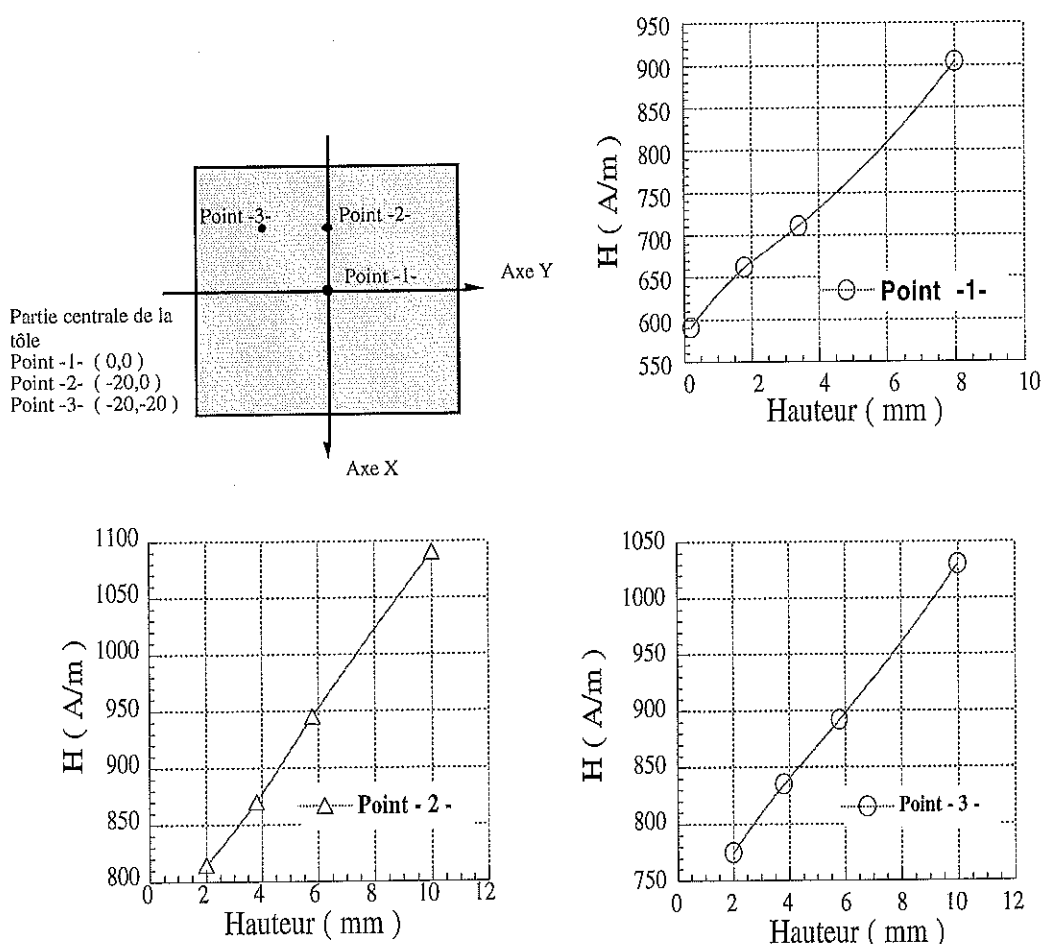 Point -3-
Point -2-
Point -1-
Axe Y
Axe X
Partie centrale de la
tôle
Point -1- ( 0,0 )
Point -2- ( -20,0 )
Point -3- ( -20,-20 )
950
900
850
800
750
700
650
600
550
H ( A/m )
Point -1-
0 2 4 6 8 10
Hauteur ( mm )
1100
1050
1000
950
900
850
800
H ( A/m )
Point - 2 -
0 2 4 6 8 10 12
Hauteur ( mm )
1050
1000
950
900
850
800
750
H ( A/m )
Point - 3 -
0 2 4 6 8 10 12
Hauteur ( mm )